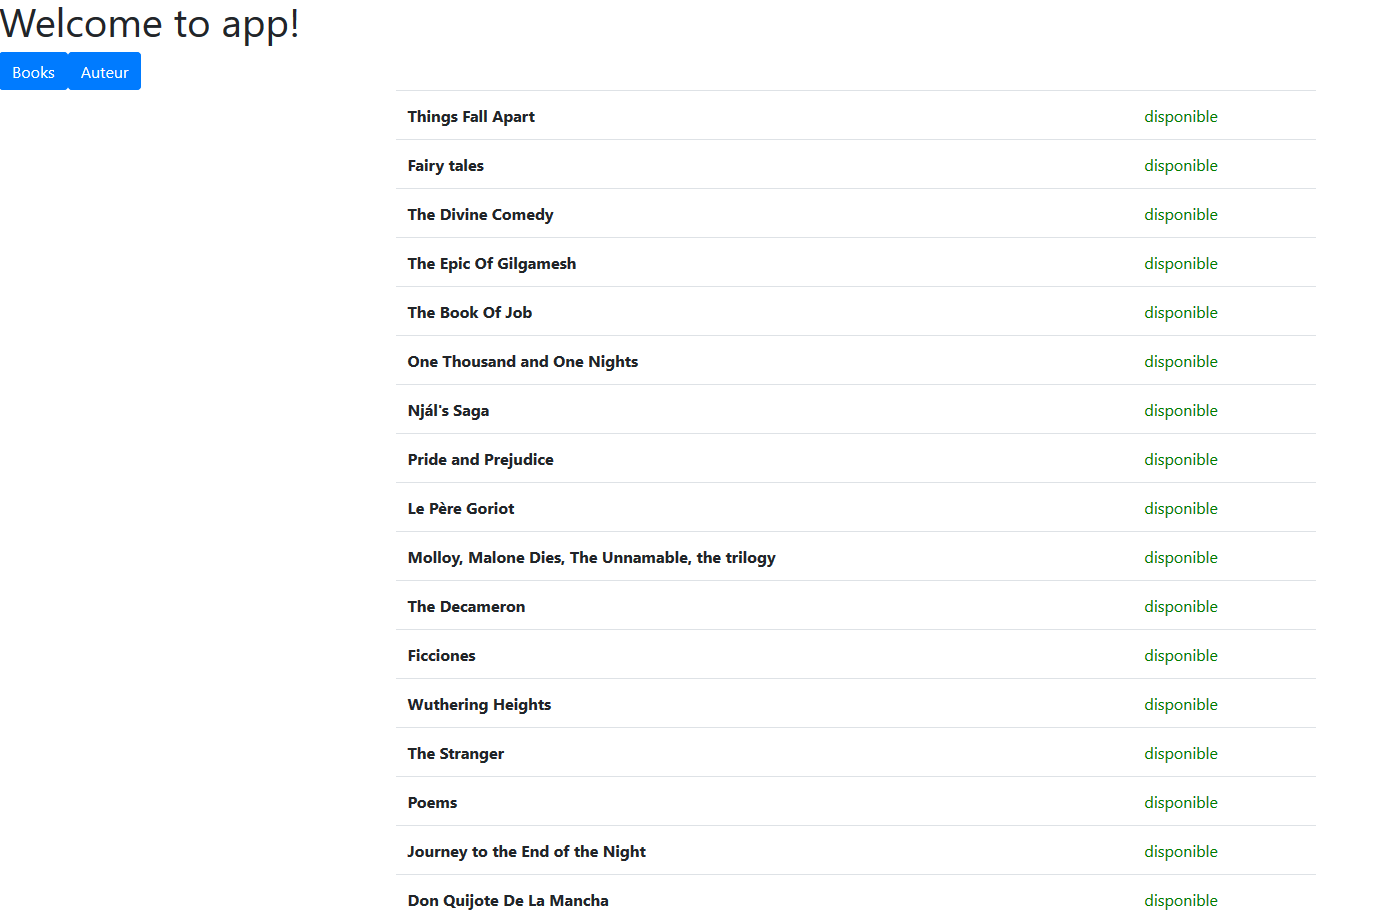 Welcome to app!
Books Auteur
Things Fall Apart disponible
Fairy tales disponible
The Divine Comedy disponible
The Epic Of Gilgamesh disponible
The Book Of Job disponible
One Thousand and One Nights disponible
Njál's Saga disponible
Pride and Prejudice disponible
Le Père Goriot disponible
Molloy, Malone Dies, The Unnamable, the trilogy disponible
The Decameron disponible
Ficciones disponible
Wuthering Heights disponible
The Stranger disponible
Poems disponible
Journey to the End of the Night disponible
Don Quijote De La Mancha disponible